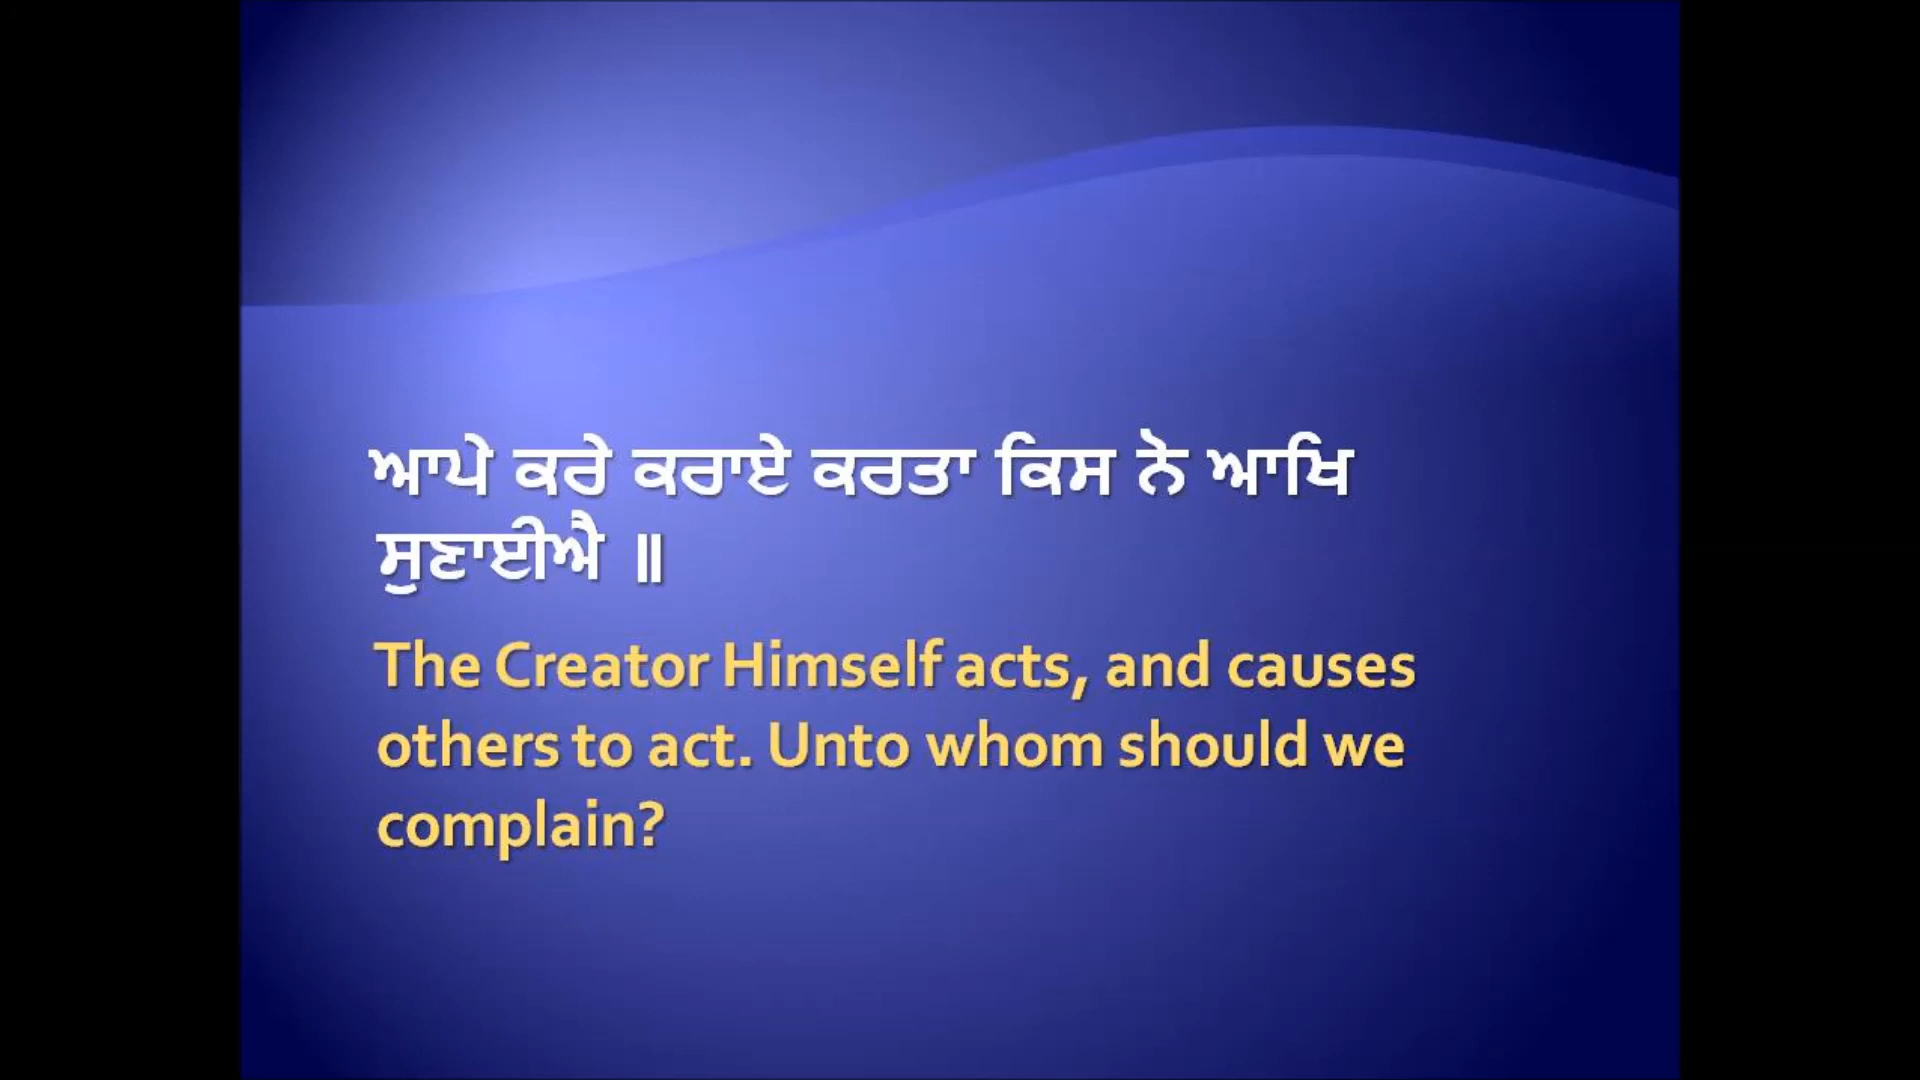 ਆਪੇ ਕਰੇ ਕਰਾਏ ਕਰਤਾ ਕਿਸ ਨੋ ਆਖਿ
ਸੁਣਾਈਐ ॥
The Creator Himself acts, and causes
others to act. Unto whom should we
complain?